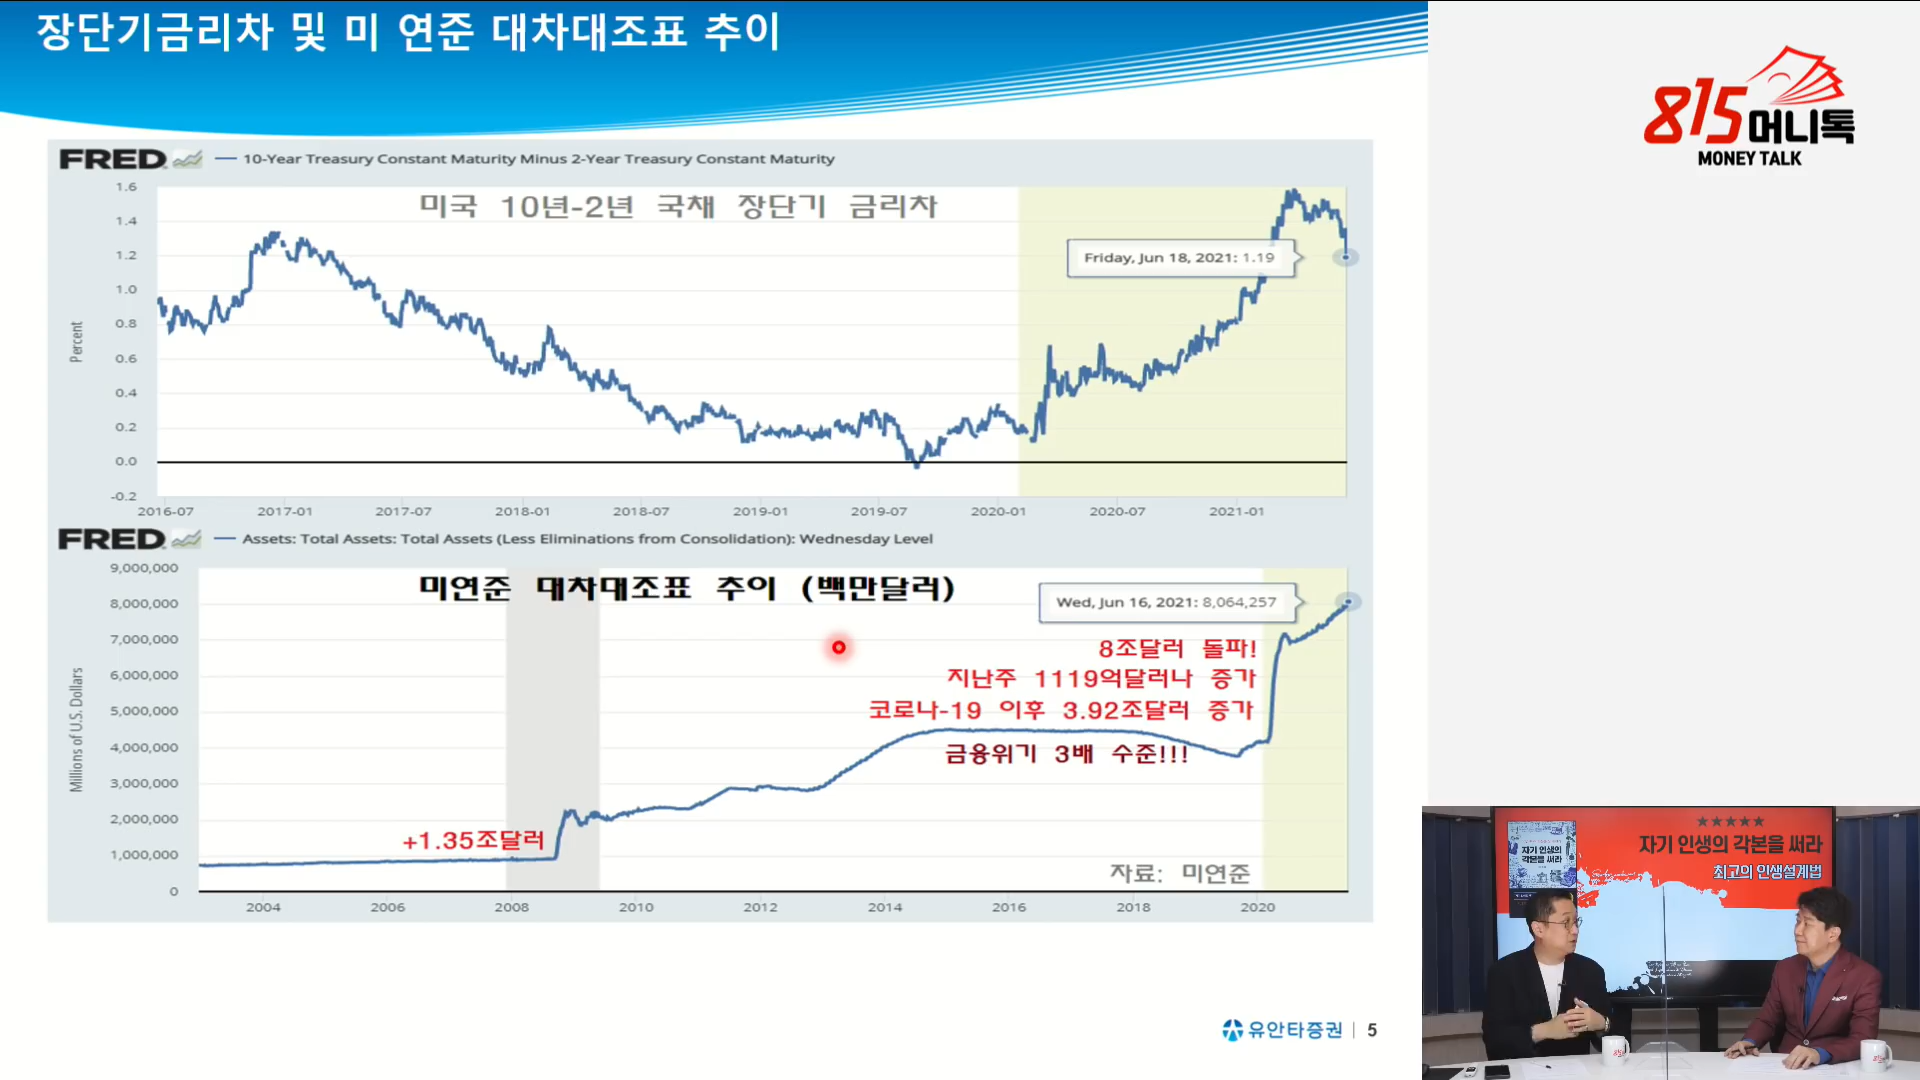 장단기금리차 및 미 연준 대차대조표 추이
815머니톡
MONEY TALK
FRED
10-Year Treasury Constant Maturity Minus 2-Year Treasury Constant Maturity
미국 10년-2년 국채 장단기 금리차
Percent
1.6
1.4
1.2
1.0
0.8
0.6
0.4
0.2
0.0
-0.2
Friday, Jun 18, 2021: 1.19
2016-07 2017-01 2017-07 2018-01 2018-07 2019-01 2019-07 2020-01 2020-07 2021-01
FRED
Assets: Total Assets: Total Assets (Less Eliminations from Consolidation): Wednesday Level
미연준 대차대조표 추이 (백만달러)
Millions of U.S. Dollars
9,000,000
8,000,000
7,000,000
6,000,000
5,000,000
4,000,000
3,000,000
2,000,000
1,000,000
0
Wed, Jun 16, 2021: 8,064,257
8조달러 돌파!
지난주 1119억달러나 증가
코로나-19 이후 3.92조달러 증가
금융위기 3배 수준!!!
+1.35조달러
자료: 미연준
2004 2006 2008 2010 2012 2014 2016 2018 2020
유안타증권 | 5
자기 인생의 각본을 써라
최고의 인생설계법
자기 인생의
각본을 써라